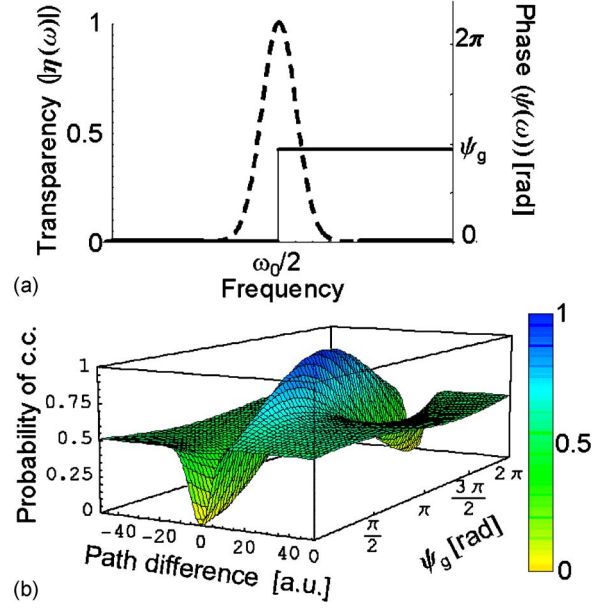 Transparency (|η(ω)|)
1
0.5
0
ω₀/2
Frequency
2π
ψg
0
Phase (ψ(ω)) [rad]
(a)
Probability of c.c.
1
0.75
0.5
0.25
0
-40 -20 0 20 40
Path difference [a.u.]
0 π/2 π 3π/2 2π
ψg [rad]
1
0.5
0
(b)